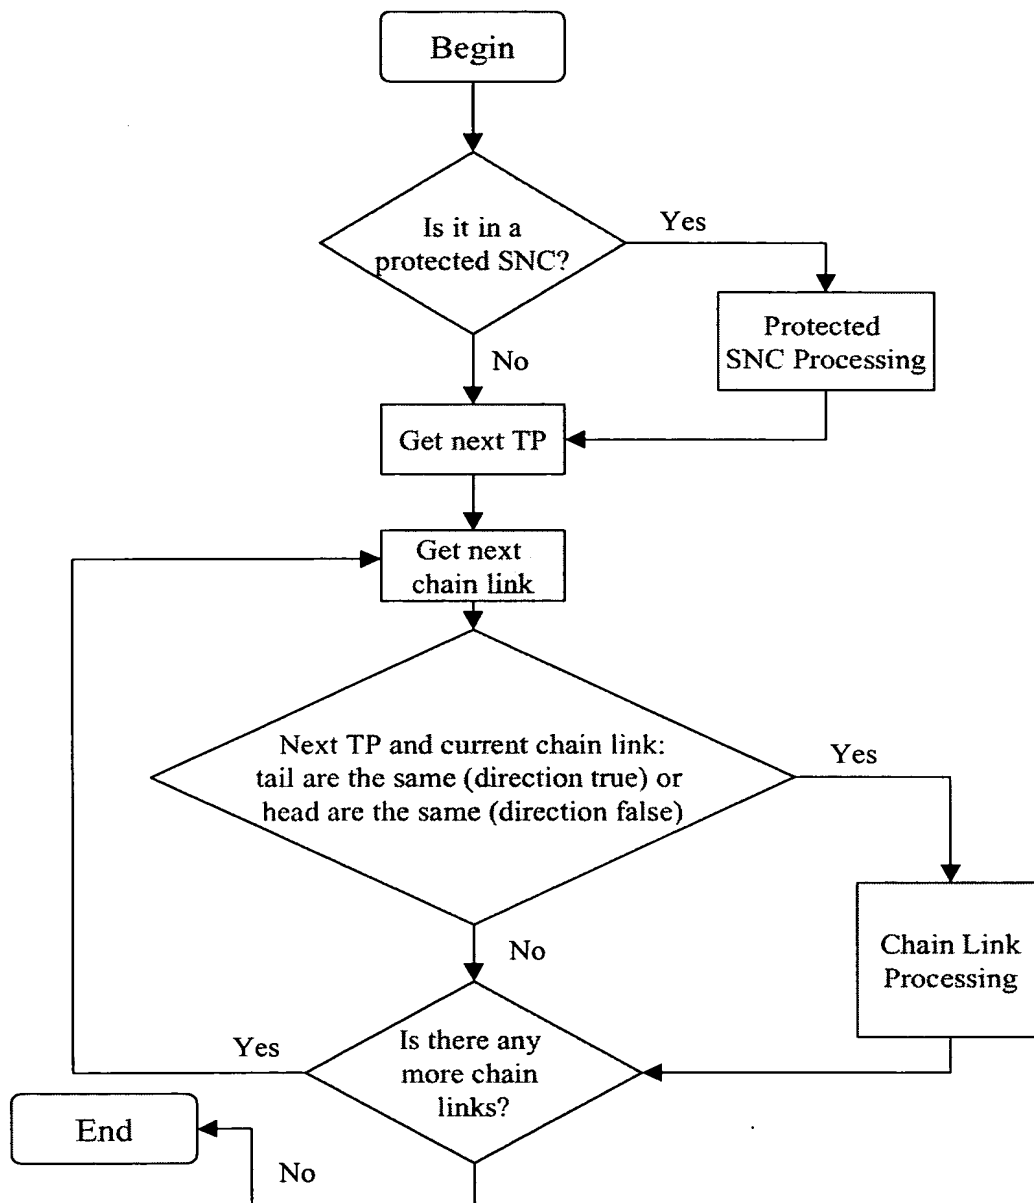 Begin
Is it in a
protected SNC?
Yes
Protected
SNC Processing
No
Get next TP
Get next
chain link
Next TP and current chain link:
tail are the same (direction true) or
head are the same (direction false)
Yes
Chain Link
Processing
No
Is there any
more chain
links?
Yes
End
No